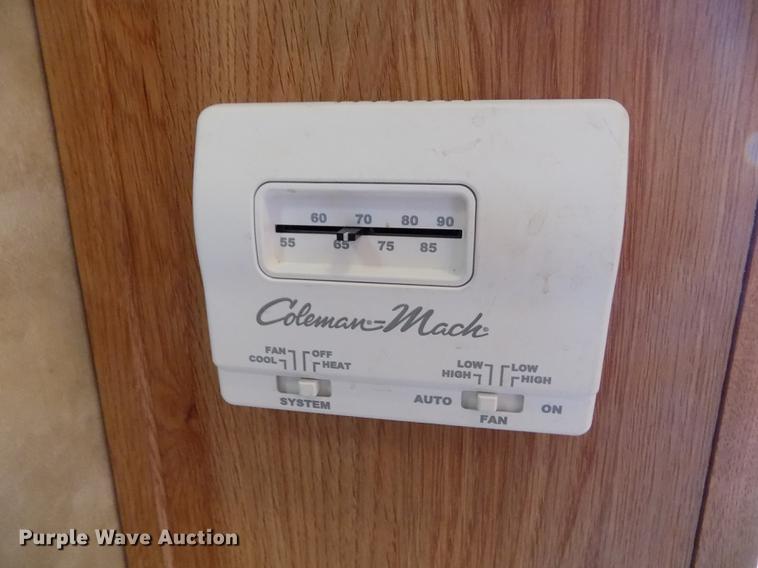 60 70 80 90
55 65 75 85
Coleman®-Mach®
FAN OFF
COOL HEAT
SYSTEM
LOW LOW
HIGH HIGH
AUTO FAN ON
Purple Wave Auction